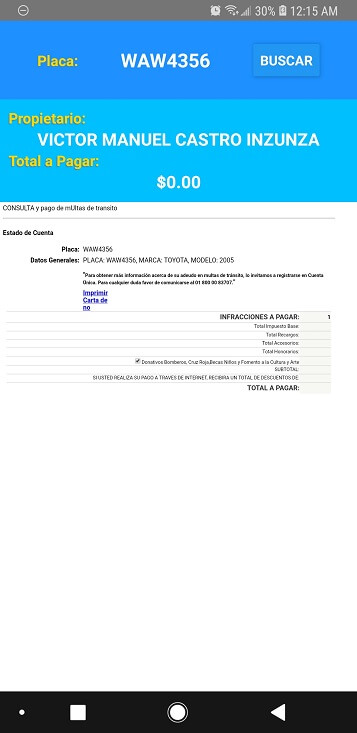 30% 12:15 AM
Placa: WAW4356 BUSCAR
Propietario:
VICTOR MANUEL CASTRO INZUNZA
Total a Pagar:
$0.00
CONSULTA y pago de mUltas de transito
Estado de Cuenta
Placa: WAW4356
Datos Generales: PLACA: WAW4356, MARCA: TOYOTA, MODELO: 2005
"Para obtener más información acerca de su adeudo en multas de tránsito, lo invitamos a registrarse en Cuenta
Única. Para cualquier duda favor de comunicarse al 01 800 00 83707."
Imprimir
Carta de
no
INFRACCIONES A PAGAR: 1
Total Impuesto Base:
Total Recargos:
Total Accesorios:
Total Honorarios:
Donativos Bomberos, Cruz Roja,Becas Niños y Fomento a la Cultura y Arte
SUBTOTAL:
SI USTED REALIZA SU PAGO A TRAVES DE INTERNET, RECIBIRA UN TOTAL DE DESCUENTOS DE:
TOTAL A PAGAR: